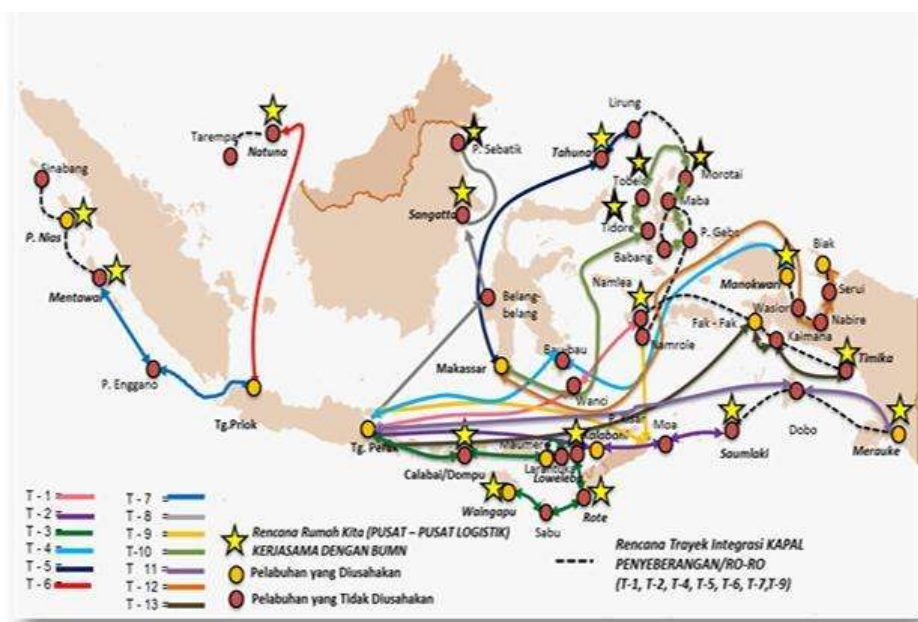 Lirung
Tarempa
Natuna
P. Sebatik
Tahuna
Tobelo
Morotai
Sinabang
Maba
P. Nias
Sangatta
Tidore
P. Gebe
Biak
Babang
Mentawai
Namlea
Manokwari
Serui
Belang-
belang
Wasior
Fak - Fak
Nabire
Kaimana
P. Enggano
Makassar
Baubau
Namrole
Timika
Tg.Priok
Wanci
Moa
Tg. Perak
Dobo
Kalabahi
Maumere
Saumlaki
Merauke
Calabai/Dompu
Larantuka
Loweleba
Waingapu
Rote
Sabu
T - 1 =
T - 2 =
T - 3 =
T - 4 =
T - 5 =
T - 6 =
T - 7 =
T - 8 =
T - 9 =
T -10 =
T - 11 =
T - 12 =
T - 13 =
Rencana Rumah Kita (PUSAT – PUSAT LOGISTIK)
KERJASAMA DENGAN BUMN
Pelabuhan yang Diusahakan
Pelabuhan yang Tidak Diusahakan
Rencana Trayek Integrasi KAPAL
PENYEBERANGAN/RO-RO
(T-1, T-2, T-4, T-5, T-6, T-7,T-9)